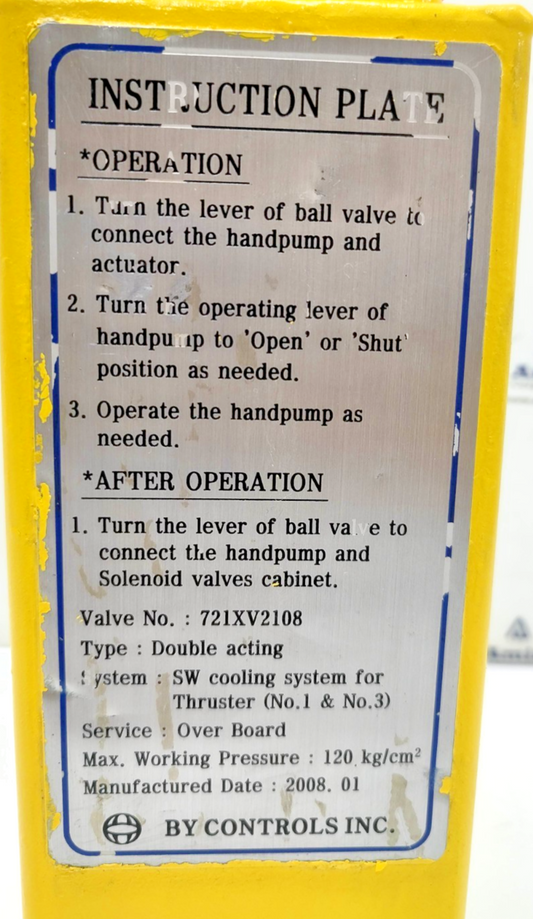 INSTRUCTION PLATE
*OPERATION
1. Turn the lever of ball valve to
connect the handpump and
actuator.
2. Turn the operating lever of
handpump to 'Open' or 'Shut'
position as needed.
3. Operate the handpump as
needed.
*AFTER OPERATION
1. Turn the lever of ball valve to
connect the handpump and
Solenoid valves cabinet.
Valve No. : 721XV2108
Type : Double acting
System : SW cooling system for
Thruster (No.1 & No.3)
Service : Over Board
Max. Working Pressure : 120 kg/cm²
Manufactured Date : 2008. 01
BY CONTROLS INC.